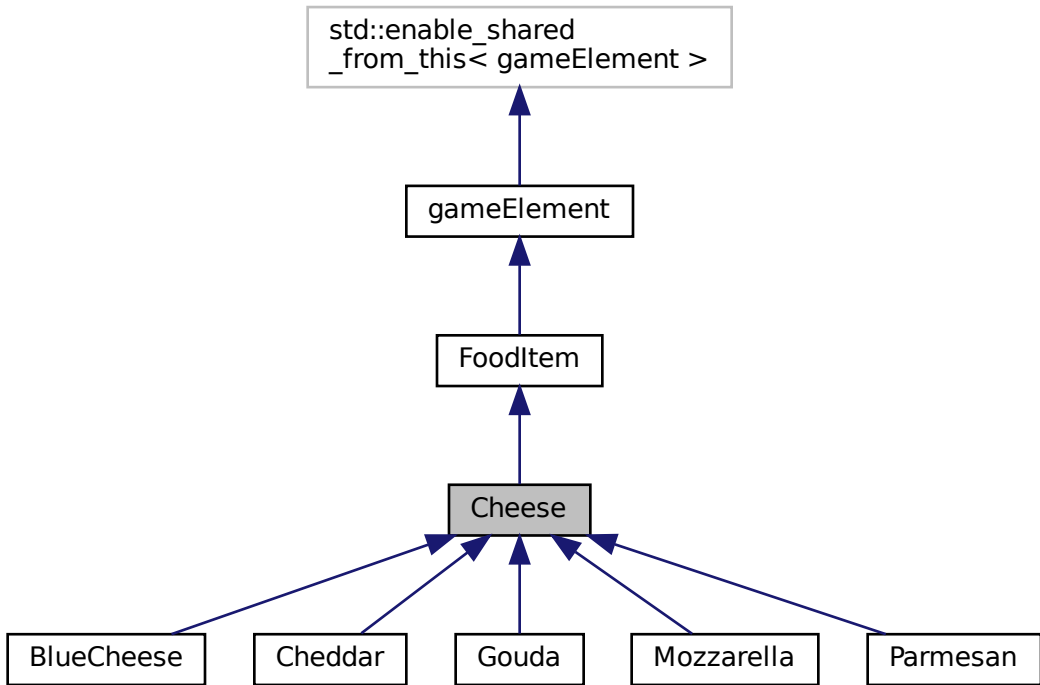 std::enable_shared
_from_this< gameElement >
gameElement
FoodItem
Cheese
BlueCheese
Cheddar
Gouda
Mozzarella
Parmesan